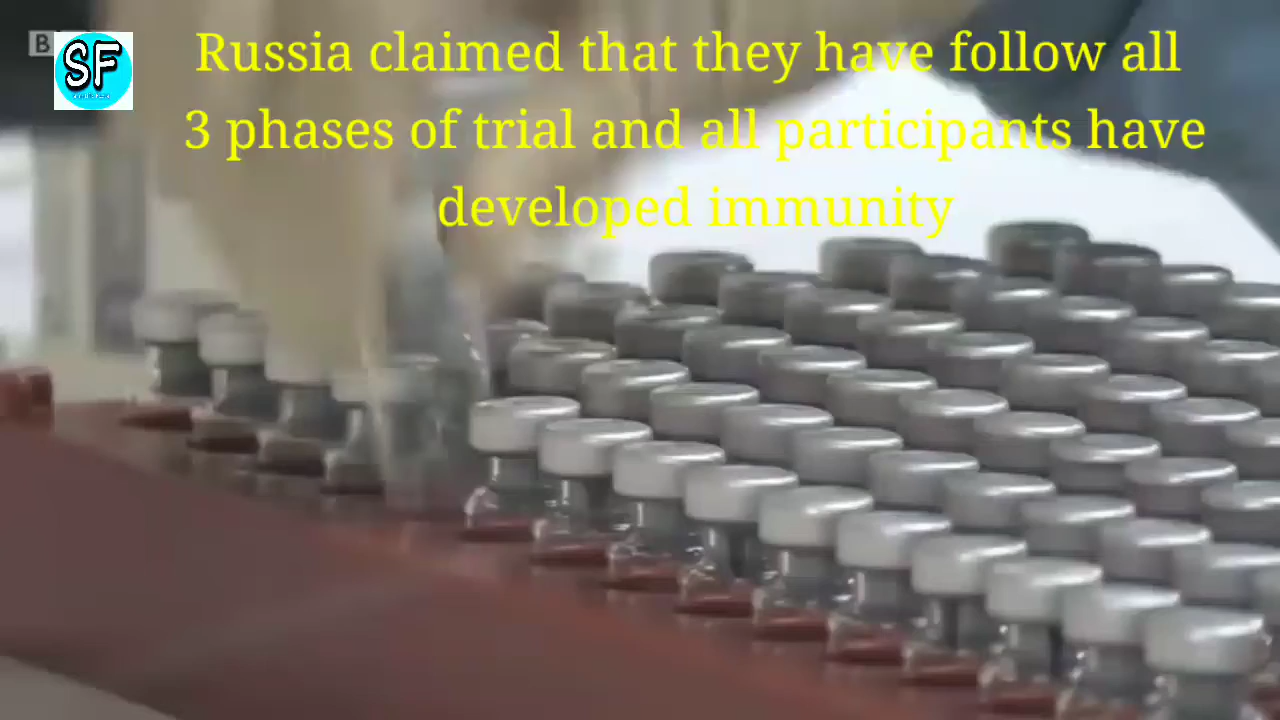 B
SF
Russia claimed that they have follow all
3 phases of trial and all participants have
developed immunity